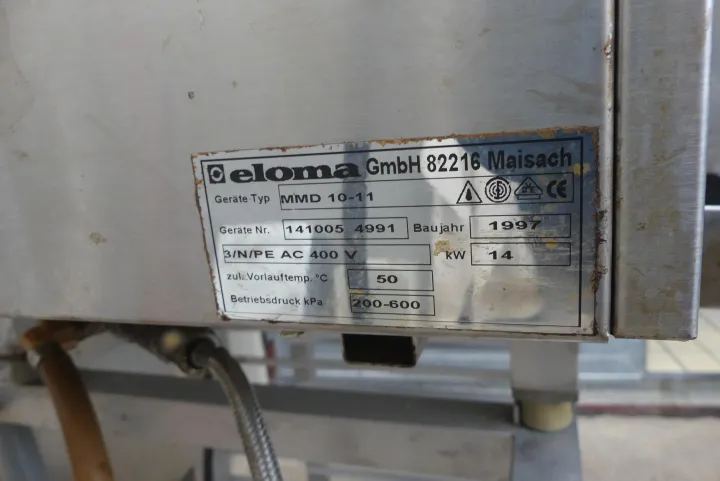 eloma GmbH 82216 Maisach
Geräte Typ MMD 10-11 CE
Geräte Nr. 141005 4991 Baujahr 1997
3/N/PE AC 400 V kW 14
zul. Vorlauftemp. °C 50
Betriebsdruck kPa 200-600